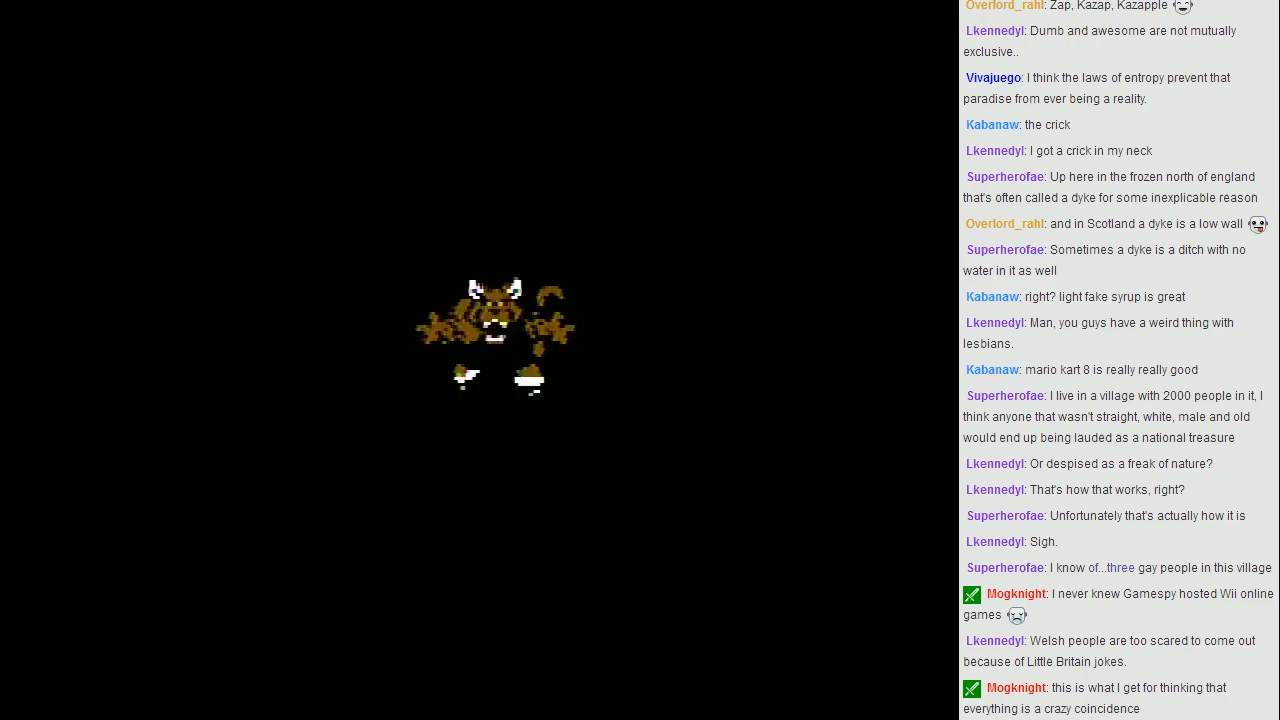 Overlord_rahl: Zap, Kazap, Kazapple
Lkennedyl: Dumb and awesome are not mutually
exclusive..
Vivajuego: I think the laws of entropy prevent that
paradise from ever being a reality.
Kabanaw: the crick
Lkennedyl: I got a crick in my neck
Superherofae: Up here in the frozen north of england
that's often called a dyke for some inexplicable reason
Overlord_rahl: and in Scotland a dyke is a low wall
Superherofae: Sometimes a dyke is a ditch with no
water in it as well
Kabanaw: right? light fake syrup is great
Lkennedyl: Man, you guys have a weird thing with
lesbians.
Kabanaw: mario kart 8 is really really good
Superherofae: I live in a village with 2000 people in it, I
think anyone that wasn't straight, white, male and old
would end up being lauded as a national treasure
Lkennedyl: Or despised as a freak of nature?
Lkennedyl: That's how that works, right?
Superherofae: Unfortunately that's actually how it is
Lkennedyl: Sigh.
Superherofae: I know of...three gay people in this village
Mogknight: I never knew Gamespy hosted Wii online
games
Lkennedyl: Welsh people are too scared to come out
because of Little Britain jokes.
Mogknight: this is what I get for thinking that
everything is a crazy coincidence